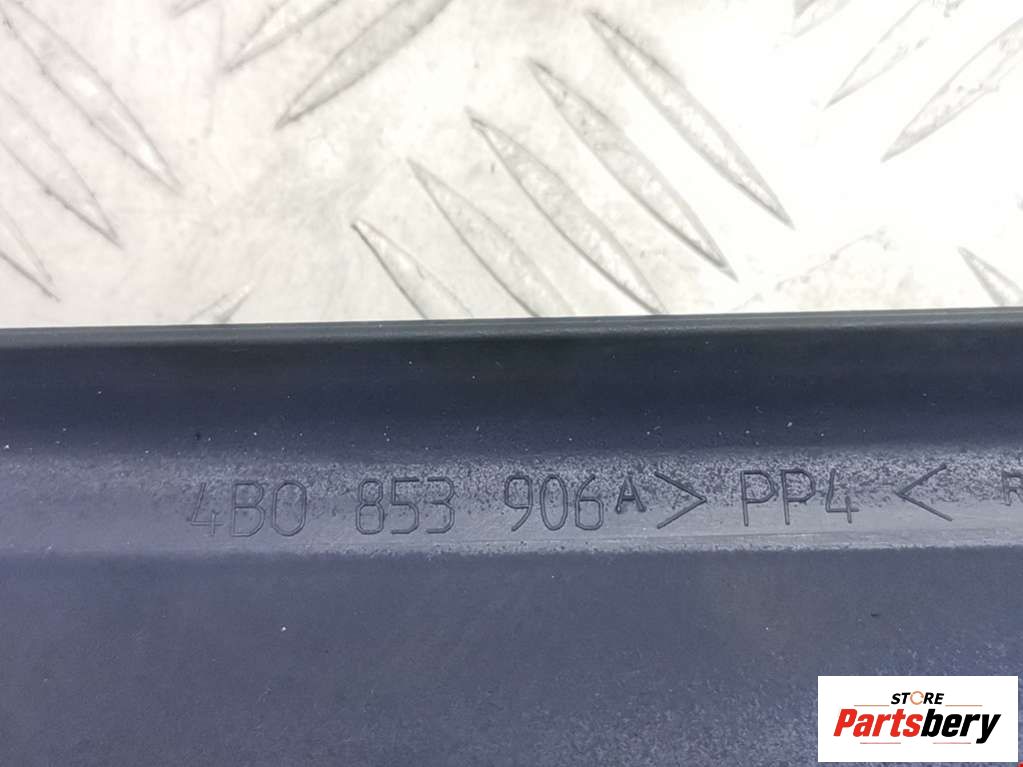 4B0 853 906A > PP4 < R
STORE
Partsbery